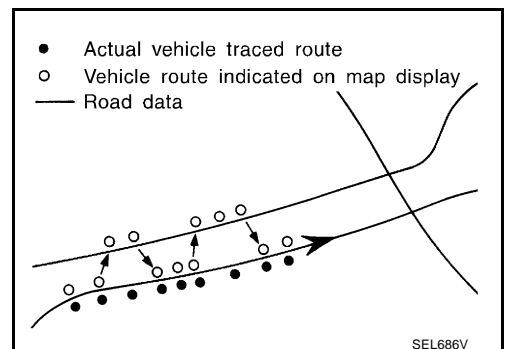 Actual vehicle traced route
Vehicle route indicated on map display
Road data
SEL686V